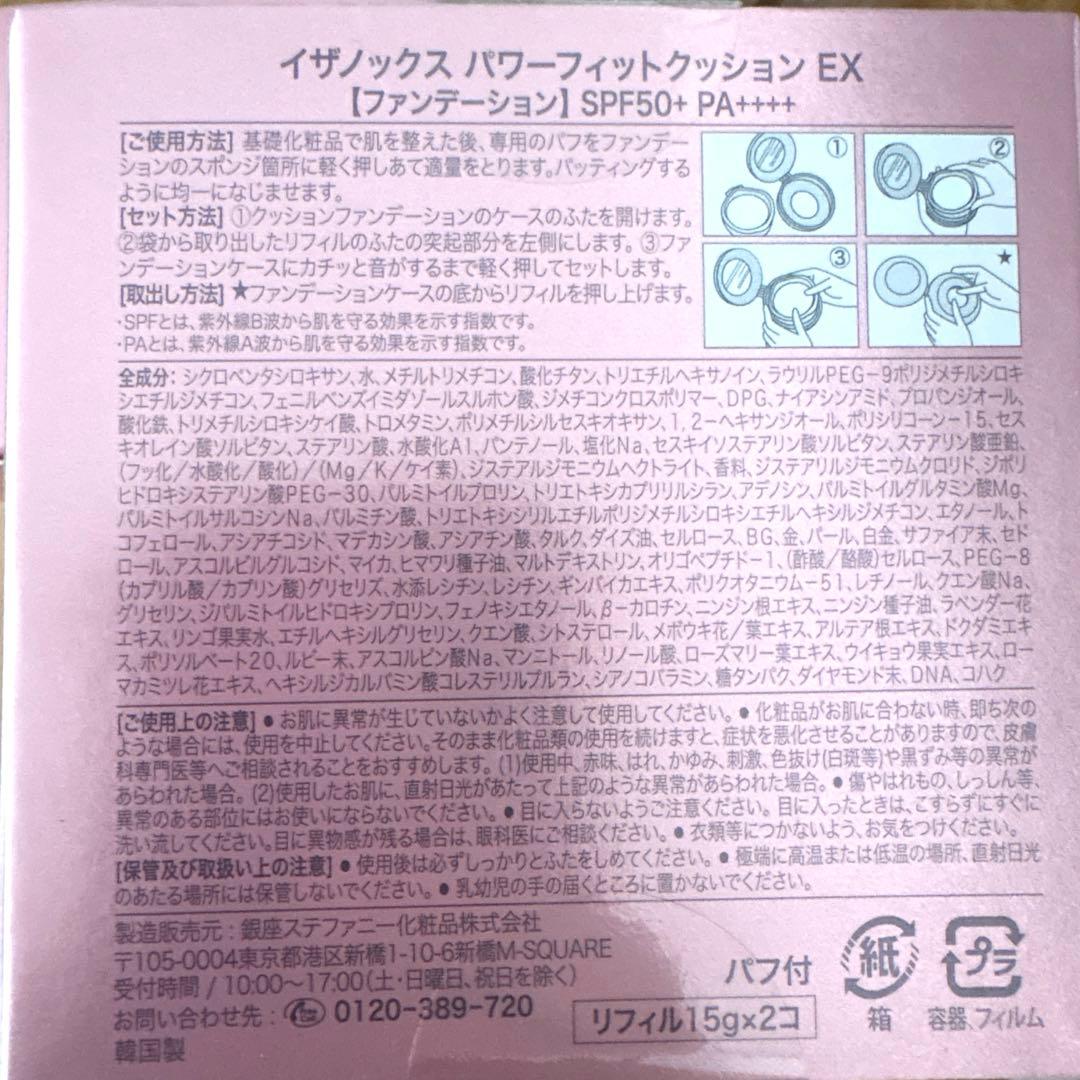 イザノックス パワーフィットクッション EX
【ファンデーション】 SPF50+ PA++++
[ご使用方法] 基礎化粧品で肌を整えた後、専用のパフをファンデー
ションのスポンジ箇所に軽く押しあて適量をとります。パッティングする
ように均一になじませます。
[セット方法] ①クッションファンデーションのケースのふたを開けます。
②袋から取り出したリフィルのふたの突起部分を左側にします。③ファ
ンデーションケースにカチッと音がするまで軽く押してセットします。
[取出し方法] ★ファンデーションケースの底からリフィルを押し上げます。
・SPFとは、紫外線B波から肌を守る効果を示す指数です。
・PAとは、紫外線A波から肌を守る効果を示す指数です。
①
②
③
★
全成分: シクロペンタシロキサン、水、メチルトリメチコン、酸化チタン、トリエチルヘキサノイン、ラウリルPEG-9ポリジメチルシロキ
シエチルジメチコン、フェニルベンズイミダゾールスルホン酸、ジメチコンクロスポリマー、DPG、ナイアシンアミド、プロパンジオール、
酸化鉄、トリメチルシロキシケイ酸、トロメタミン、ポリメチルシルセスキオキサン、1,2-ヘキサンジオール、ポリシリコーン-15、セス
キオレイン酸ソルビタン、ステアリン酸、水酸化A1、パンテノール、塩化Na、セスキイソステアリン酸ソルビタン、ステアリン酸亜鉛、
(フッ化/水酸化/酸化)/(Mg/K/ケイ素)、ジステアルジモニウムヘクトライト、香料、ジステアリルジモニウムクロリド、ジポリ
ヒドロキシステアリン酸PEG-30、パルミトイルプロリン、トリエトキシカプリリルシラン、アデノシン、パルミトイルグルタミン酸Mg、
パルミトイルサルコシンNa、パルミチン酸、トリエトキシシリルエチルポリジメチルシロキシエチルヘキシルジメチコン、エタノール、ト
コフェロール、アシアチコシド、マデカシン酸、アシアチン酸、タルク、ダイズ油、セルロース、BG、金、パール、白金、サファイア末、セド
ロール、アスコルビルグルコシド、マイカ、ヒマワリ種子油、マルトデキストリン、オリゴペプチド-1、(酢酸/酪酸)セルロース、PEG-8
(カプリル酸/カプリン酸)グリセリズ、水添レシチン、レシチン、ギンバイカエキス、ポリクオタニウム-51、レチノール、クエン酸Na、
グリセリン、ジパルミトイルヒドロキシプロリン、フェノキシエタノール、β-カロチン、ニンジン根エキス、ニンジン種子油、ラベンダー花
エキス、リンゴ果実水、エチルヘキシルグリセリン、クエン酸、シトステロール、メボウキ花/葉エキス、アルテア根エキス、ドクダミエキ
ス、ポリソルベート20、ルビー末、アスコルビン酸Na、マンニトール、リノール酸、ローズマリー葉エキス、ウイキョウ果実エキス、ロー
マカミツレ花エキス、ヘキシルジカルバミン酸コレステリルプルラン、シアノコバラミン、糖タンパク、ダイヤモンド末、DNA、コハク
[ご使用上の注意] ● お肌に異常が生じていないかよく注意して使用してください。● 化粧品がお肌に合わない時、即ち次の
ような場合には、使用を中止してください。そのまま化粧品類の使用を続けますと、症状を悪化させることがありますので、皮膚
科専門医等へご相談されることをおすすめします。(1)使用中、赤味、はれ、かゆみ、刺激、色抜け(白斑等)や黒ずみ等の異常が
あらわれた場合。(2)使用したお肌に、直射日光があたって上記のような異常があらわれた場合。● 傷やはれもの、しっしん等、
異常のある部位にはお使いにならないでください。● 目に入らないようご注意ください。目に入ったときは、こすらずにすぐに
洗い流してください。目に異物感が残る場合は、眼科医にご相談ください。● 衣類等につかないよう、お気をつけください。
[保管及び取扱い上の注意] ● 使用後は必ずしっかりとふたをしめてください。● 極端に高温または低温の場所、直射日光
のあたる場所には保管しないでください。● 乳幼児の手の届くところに置かないでください。
製造販売元:銀座ステファニー化粧品株式会社
〒105-0004東京都港区新橋1-10-6新橋M-SQUARE
受付時間 / 10:00〜17:00(土・日曜日、祝日を除く)
お問い合わせ先: 0120-389-720
韓国製
パフ付
リフィル15g×2コ
紙
箱
プラ
容器、フィルム